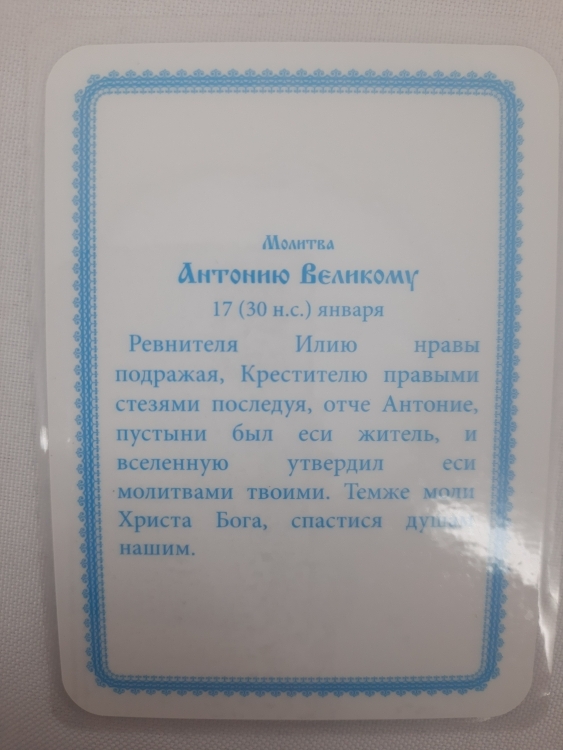 Молитва
Антонию Великому
17 (30 н.с.) января
Ревнителя Илию нравы
подражая, Крестителю правыми
стезями последуя, отче Антоние,
пустыни был еси житель, и
вселенную утвердил еси
молитвами твоими. Темже моли
Христа Бога, спастися душам
нашим.